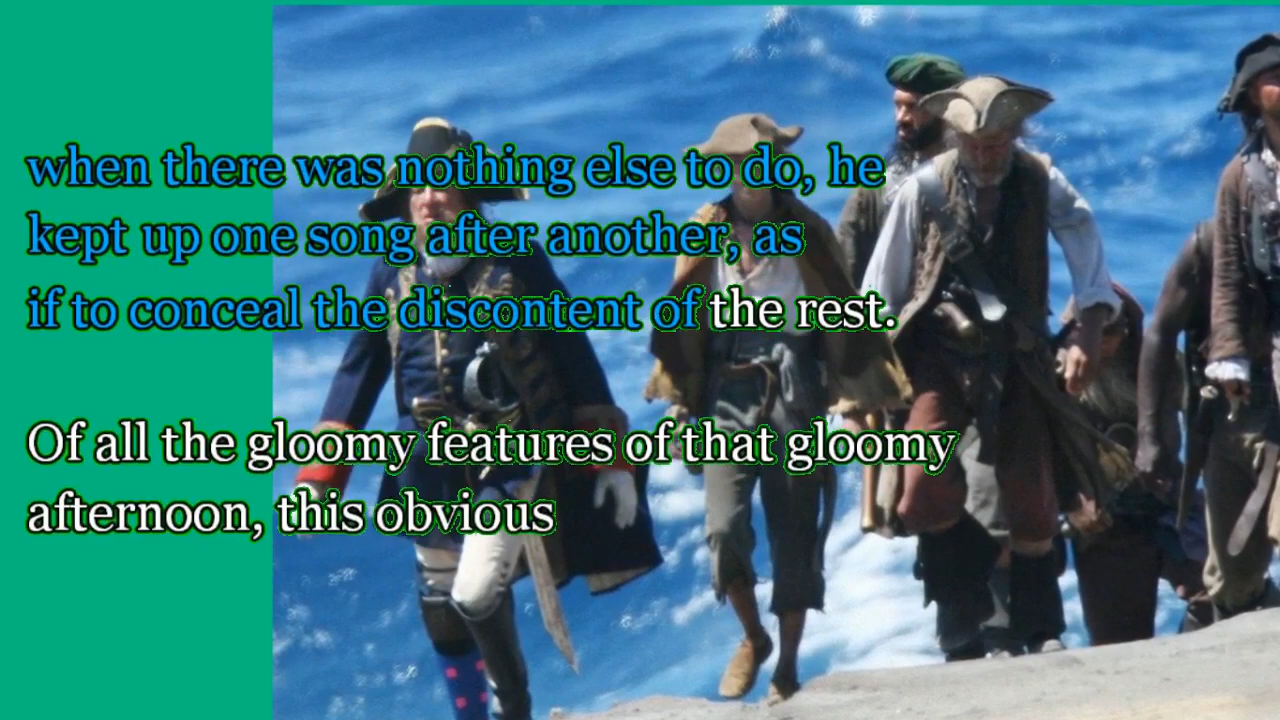 when there was nothing else to do, he
kept up one song after another, as
if to conceal the discontent of the rest.
Of all the gloomy features of that gloomy
afternoon, this obvious